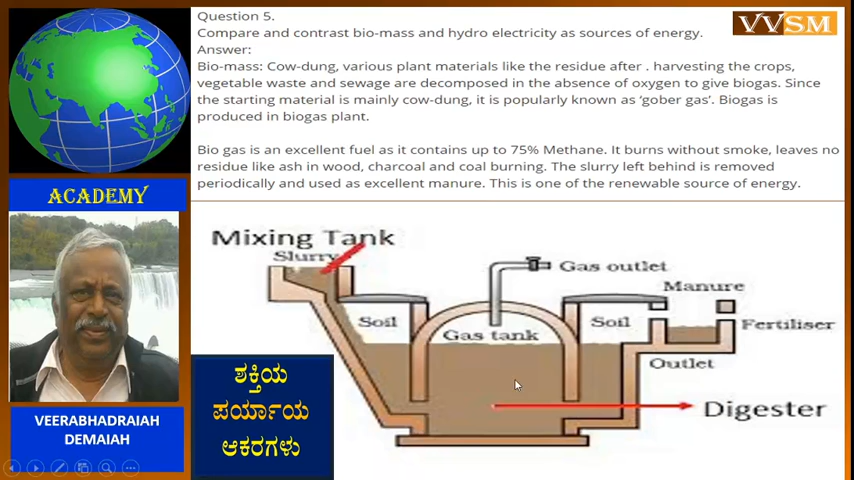 Question 5.
Compare and contrast bio-mass and hydro electricity as sources of energy.
Answer:
Bio-mass: Cow-dung, various plant materials like the residue after . harvesting the crops,
vegetable waste and sewage are decomposed in the absence of oxygen to give biogas. Since
the starting material is mainly cow-dung, it is popularly known as ‘gober gas’. Biogas is
produced in biogas plant.
Bio gas is an excellent fuel as it contains up to 75% Methane. It burns without smoke, leaves no
residue like ash in wood, charcoal and coal burning. The slurry left behind is removed
periodically and used as excellent manure. This is one of the renewable source of energy.
VVSM
ACADEMY
VEERABHADRAIAH
DEMAIAH
ಶಕ್ತಿಯ
ಪರ್ಯಾಯ
ಆಕರಗಳು
Mixing Tank
Slurry
Gas outlet
Manure
Soil
Gas tank
Soil
Fertiliser
Outlet
Digester